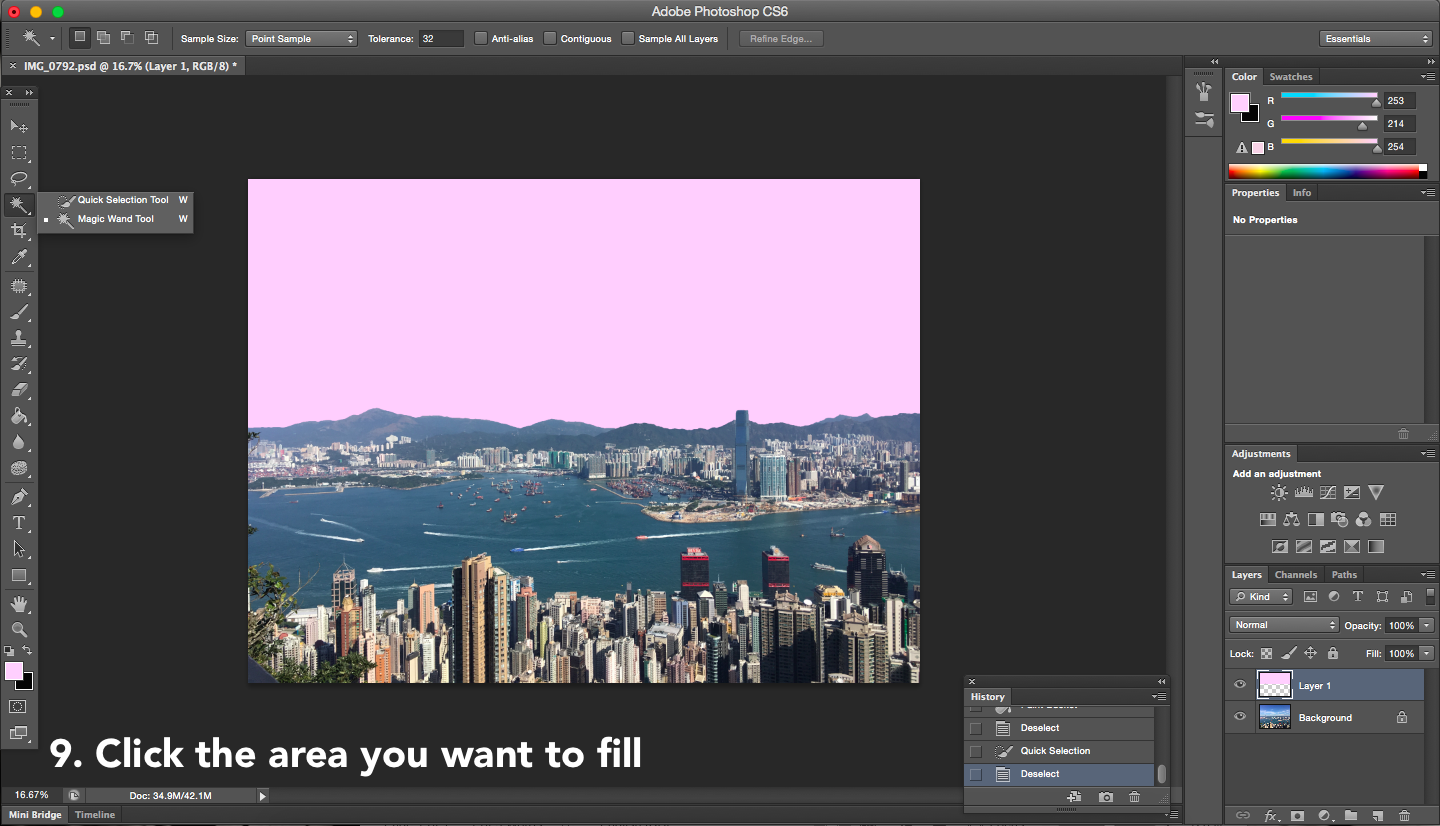 Adobe Photoshop CS6
Sample Size: Point Sample Tolerance: 32 Anti-alias Contiguous Sample All Layers Refine Edge... Essentials
IMG_0792.psd @ 16.7% (Layer 1, RGB/8) *
Quick Selection Tool W
Magic Wand Tool W
Color Swatches
R 253
G 214
B 254
Properties Info
No Properties
Adjustments
Add an adjustment
Layers Channels Paths
Kind
Normal Opacity: 100%
Lock: Fill: 100%
Layer 1
Background
History
Deselect
Quick Selection
Deselect
9. Click the area you want to fill
16.67% Doc: 34.9M/42.1M
Mini Bridge Timeline